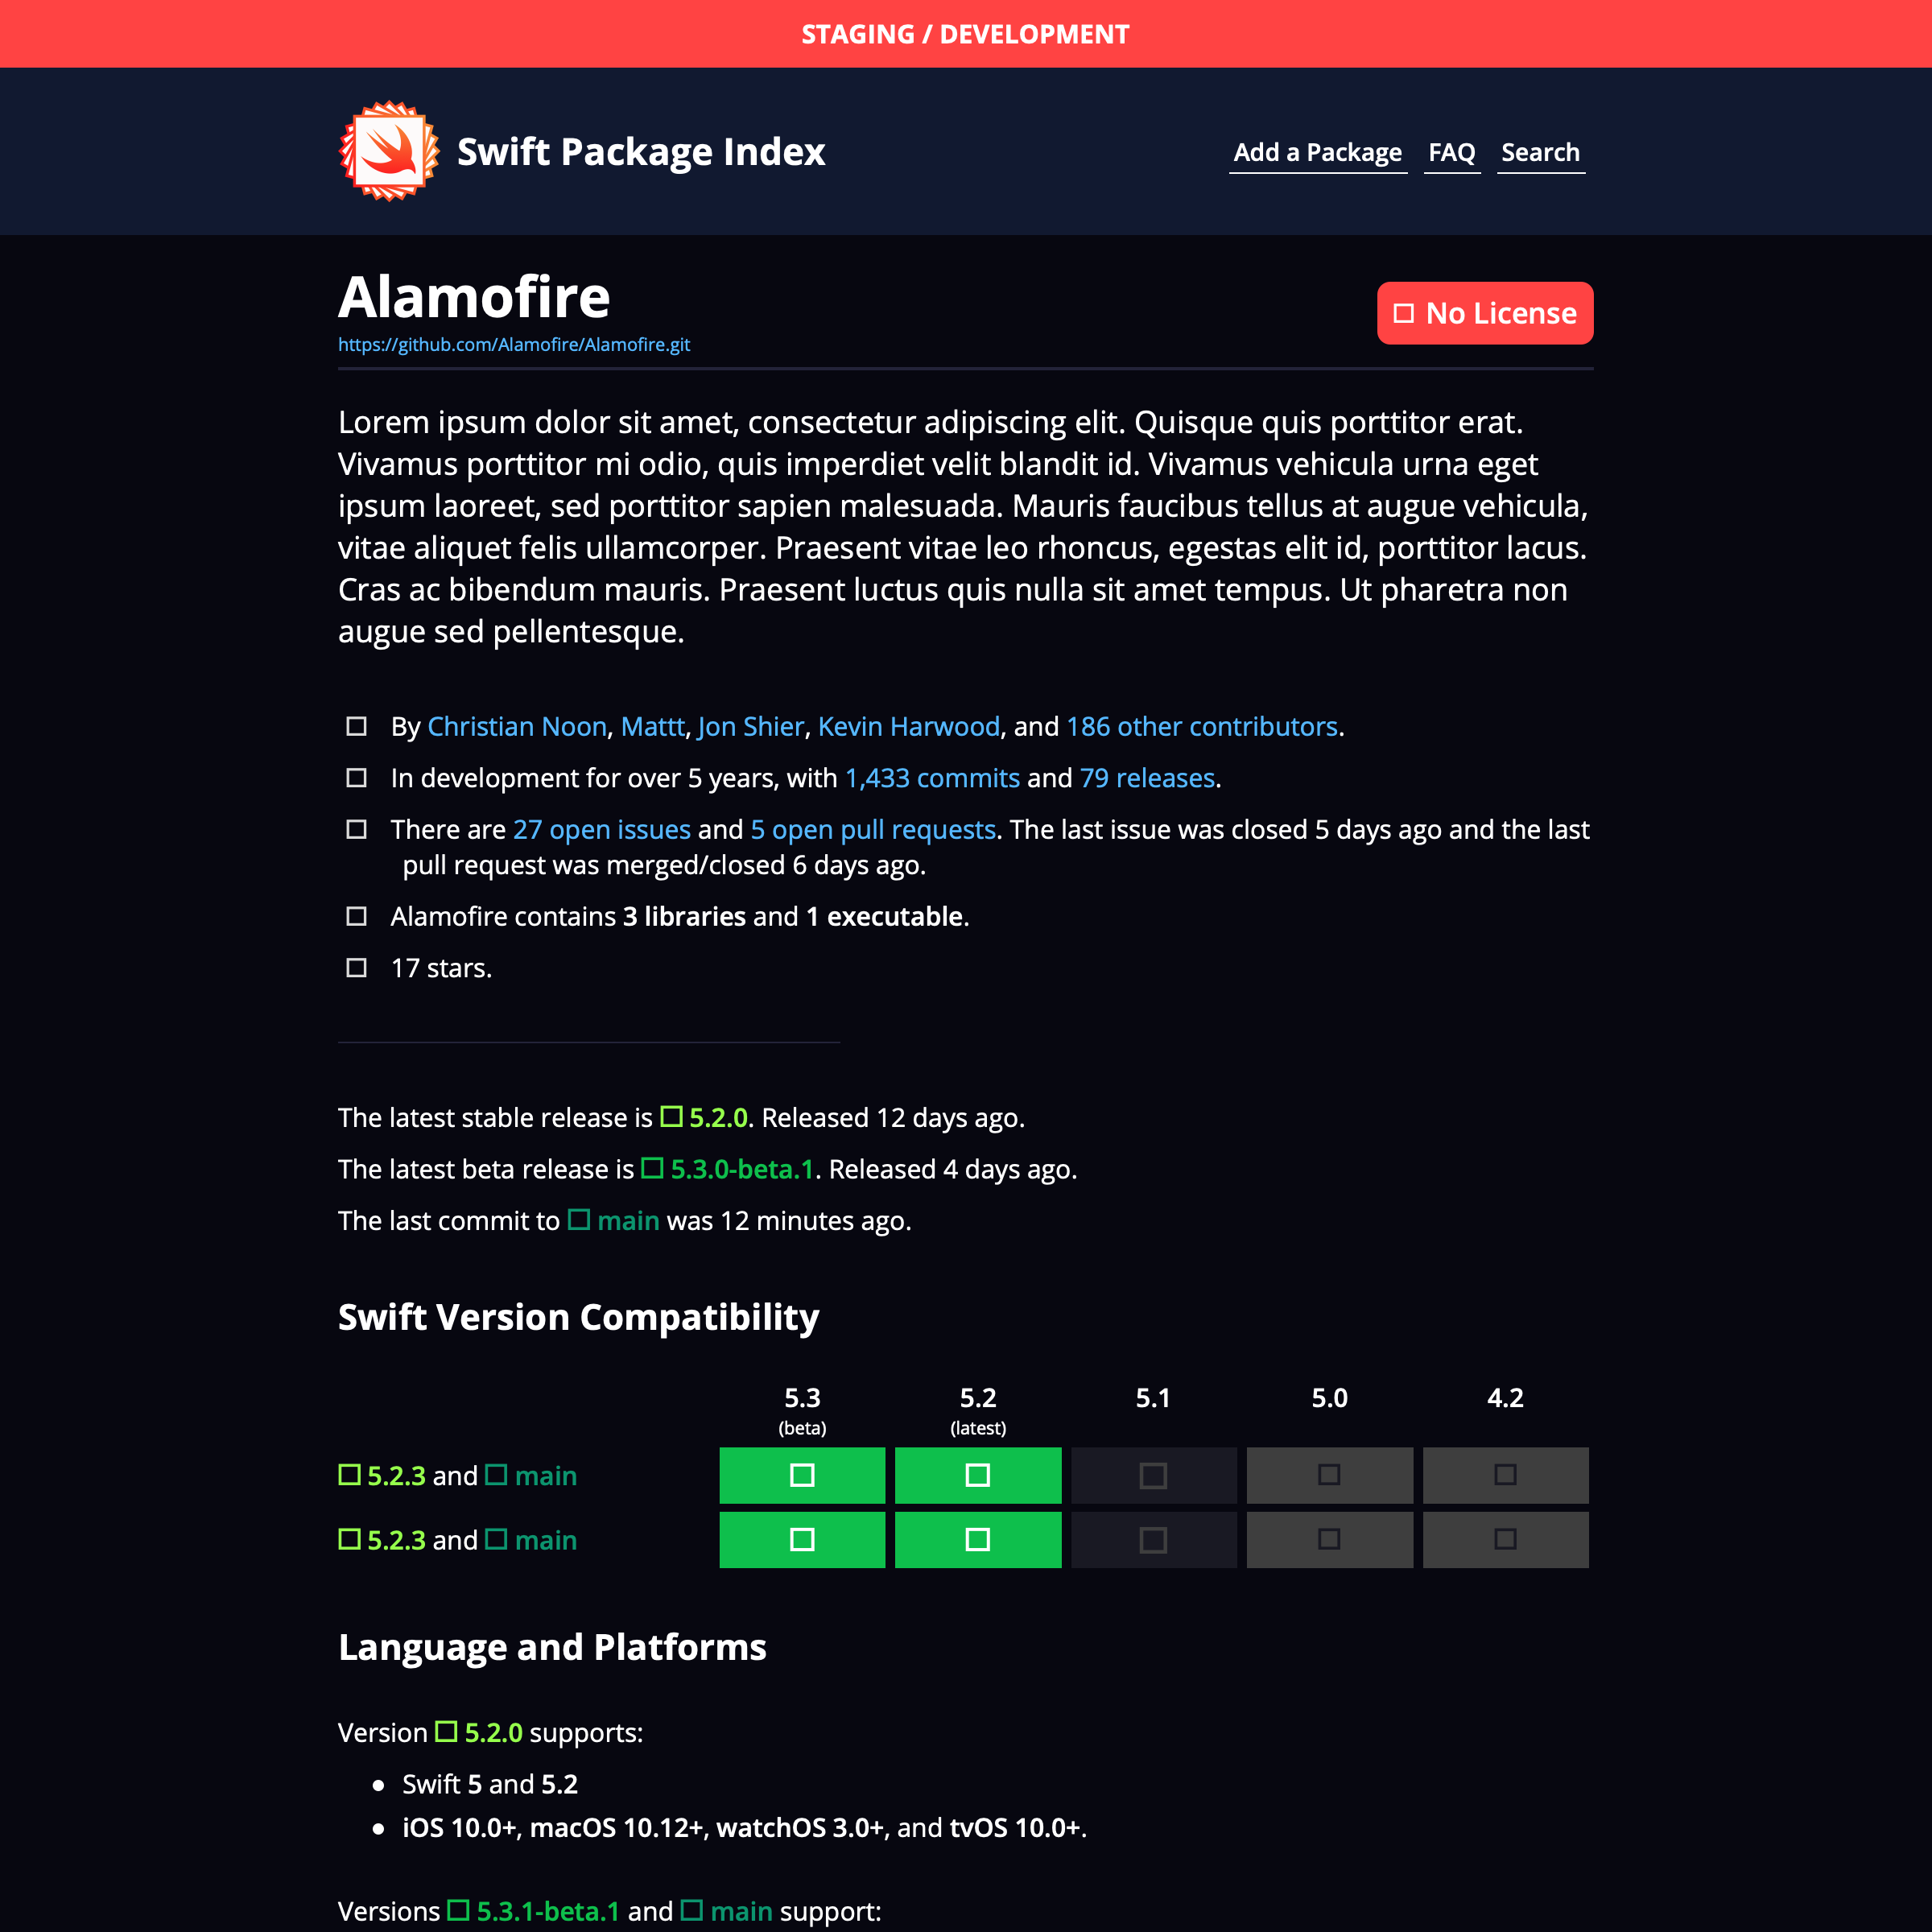 STAGING / DEVELOPMENT
Swift Package Index
Add a Package FAQ Search
Alamofire
No License
https://github.com/Alamofire/Alamofire.git
Lorem ipsum dolor sit amet, consectetur adipiscing elit. Quisque quis porttitor erat.
Vivamus porttitor mi odio, quis imperdiet velit blandit id. Vivamus vehicula urna eget
ipsum laoreet, sed porttitor sapien malesuada. Mauris faucibus tellus at augue vehicula,
vitae aliquet felis ullamcorper. Praesent vitae leo rhoncus, egestas elit id, porttitor lacus.
Cras ac bibendum mauris. Praesent luctus quis nulla sit amet tempus. Ut pharetra non
augue sed pellentesque.
By Christian Noon, Mattt, Jon Shier, Kevin Harwood, and 186 other contributors.
In development for over 5 years, with 1,433 commits and 79 releases.
There are 27 open issues and 5 open pull requests. The last issue was closed 5 days ago and the last
pull request was merged/closed 6 days ago.
Alamofire contains 3 libraries and 1 executable.
17 stars.
The latest stable release is 5.2.0. Released 12 days ago.
The latest beta release is 5.3.0-beta.1. Released 4 days ago.
The last commit to main was 12 minutes ago.
Swift Version Compatibility
5.3 5.2 5.1 5.0 4.2
(beta) (latest)
5.2.3 and main
5.2.3 and main
Language and Platforms
Version 5.2.0 supports:
● Swift 5 and 5.2
● iOS 10.0+, macOS 10.12+, watchOS 3.0+, and tvOS 10.0+.
Versions 5.3.1-beta.1 and main support: